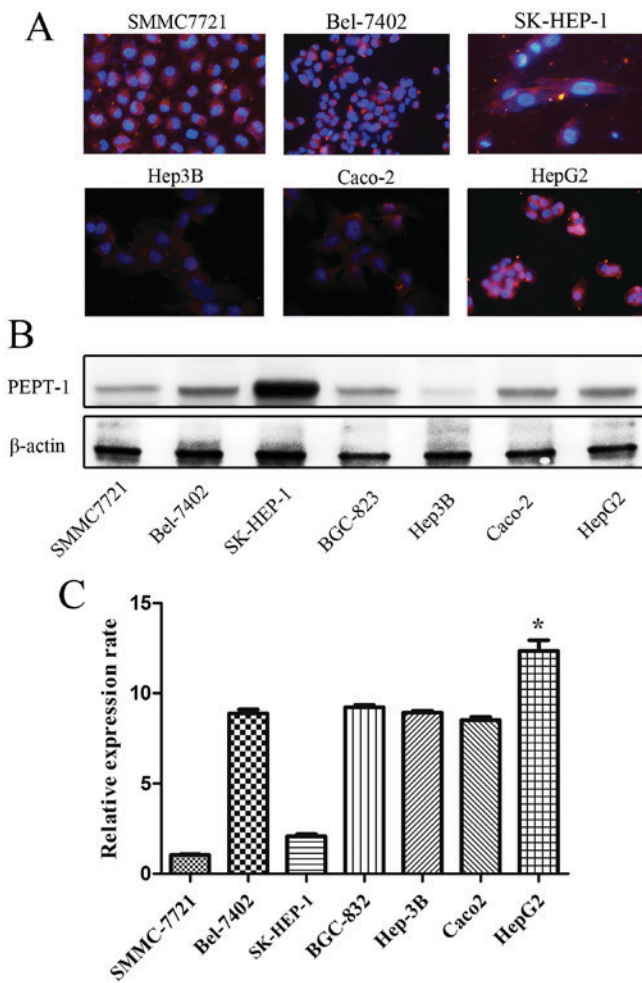 A
SMMC7721
Bel-7402
SK-HEP-1
Hep3B
Caco-2
HepG2
B
PEPT-1
β-actin
SMMC7721
Bel-7402
SK-HEP-1
BGC-823
Hep3B
Caco-2
HepG2
C
Relative expression rate
15
10
5
0
*
SMMC-7721
Bel-7402
SK-HEP-1
BGC-832
Hep-3B
Caco2
HepG2